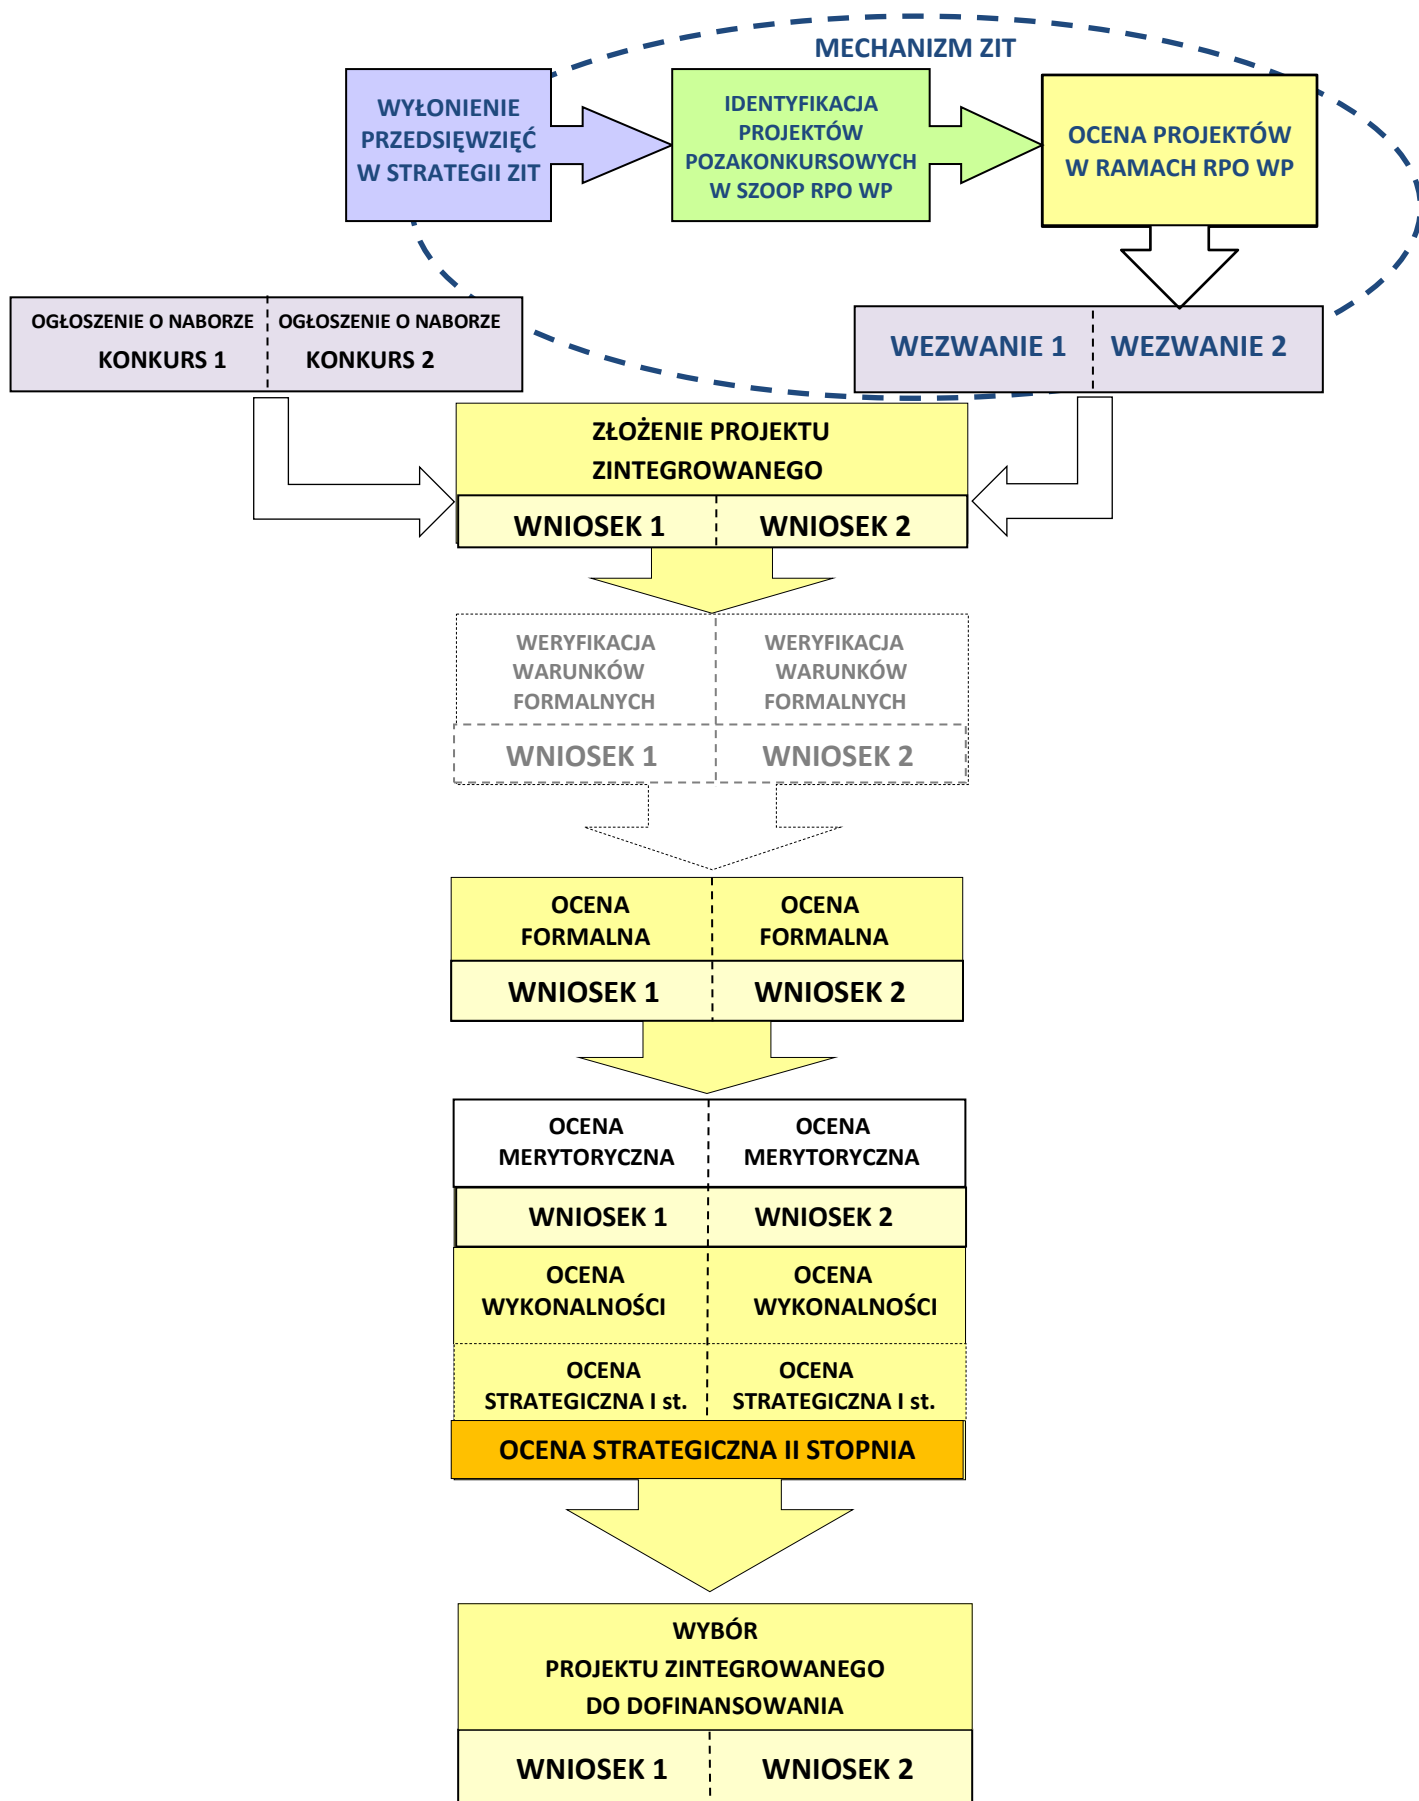 MECHANIZM ZIT
WYŁONIENIE
PRZEDSIĘWZIĘĆ
W STRATEGII ZIT
IDENTYFIKACJA
PROJEKTÓW
POZAKONKURSOWYCH
W SZOOP RPO WP
OCENA PROJEKTÓW
W RAMACH RPO WP
OGŁOSZENIE O NABORZE
KONKURS 1
OGŁOSZENIE O NABORZE
KONKURS 2
WEZWANIE 1
WEZWANIE 2
ZŁOŻENIE PROJEKTU
ZINTEGROWANEGO
WNIOSEK 1
WNIOSEK 2
WERYFIKACJA
WARUNKÓW
FORMALNYCH
WERYFIKACJA
WARUNKÓW
FORMALNYCH
WNIOSEK 1
WNIOSEK 2
OCENA
FORMALNA
OCENA
FORMALNA
WNIOSEK 1
WNIOSEK 2
OCENA
MERYTORYCZNA
OCENA
MERYTORYCZNA
WNIOSEK 1
WNIOSEK 2
OCENA
WYKONALNOŚCI
OCENA
WYKONALNOŚCI
OCENA
STRATEGICZNA I st.
OCENA
STRATEGICZNA I st.
OCENA STRATEGICZNA II STOPNIA
WYBÓR
PROJEKTU ZINTEGROWANEGO
DO DOFINANSOWANIA
WNIOSEK 1
WNIOSEK 2